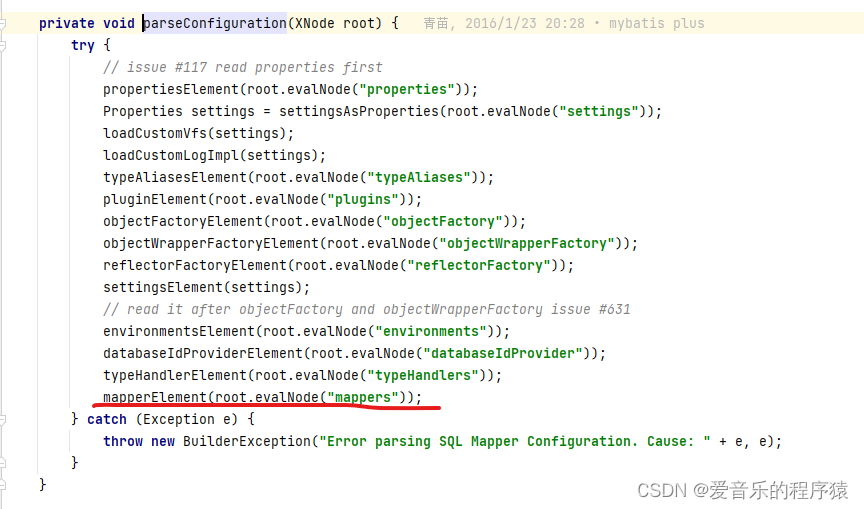 private void parseConfiguration(XNode root) {   青苗, 2016/1/23 20:28 · mybatis plus
try {
// issue #117 read properties first
propertiesElement(root.evalNode("properties"));
Properties settings = settingsAsProperties(root.evalNode("settings"));
loadCustomVfs(settings);
loadCustomLogImpl(settings);
typeAliasesElement(root.evalNode("typeAliases"));
pluginElement(root.evalNode("plugins"));
objectFactoryElement(root.evalNode("objectFactory"));
objectWrapperFactoryElement(root.evalNode("objectWrapperFactory"));
reflectorFactoryElement(root.evalNode("reflectorFactory"));
settingsElement(settings);
// read it after objectFactory and objectWrapperFactory issue #631
environmentsElement(root.evalNode("environments"));
databaseIdProviderElement(root.evalNode("databaseIdProvider"));
typeHandlerElement(root.evalNode("typeHandlers"));
mapperElement(root.evalNode("mappers"));
} catch (Exception e) {
throw new BuilderException("Error parsing SQL Mapper Configuration. Cause: " + e, e);
}
}
CSDN @爱音乐的程序猿